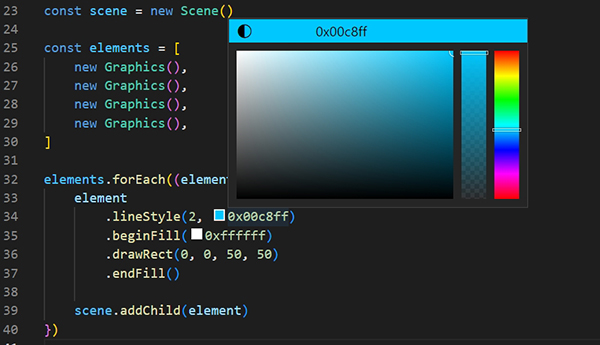 23 const scene = new Scene()
0x00c8ff
24
25 const elements = [
26 new Graphics(),
27 new Graphics(),
28 new Graphics(),
29 new Graphics(),
30 ]
31
32 elements.forEach((element
33 element
34 .lineStyle(2, 0x00c8ff)
35 .beginFill(0xffffff)
36 .drawRect(0, 0, 50, 50)
37 .endFill()
38
39 scene.addChild(element)
40 })